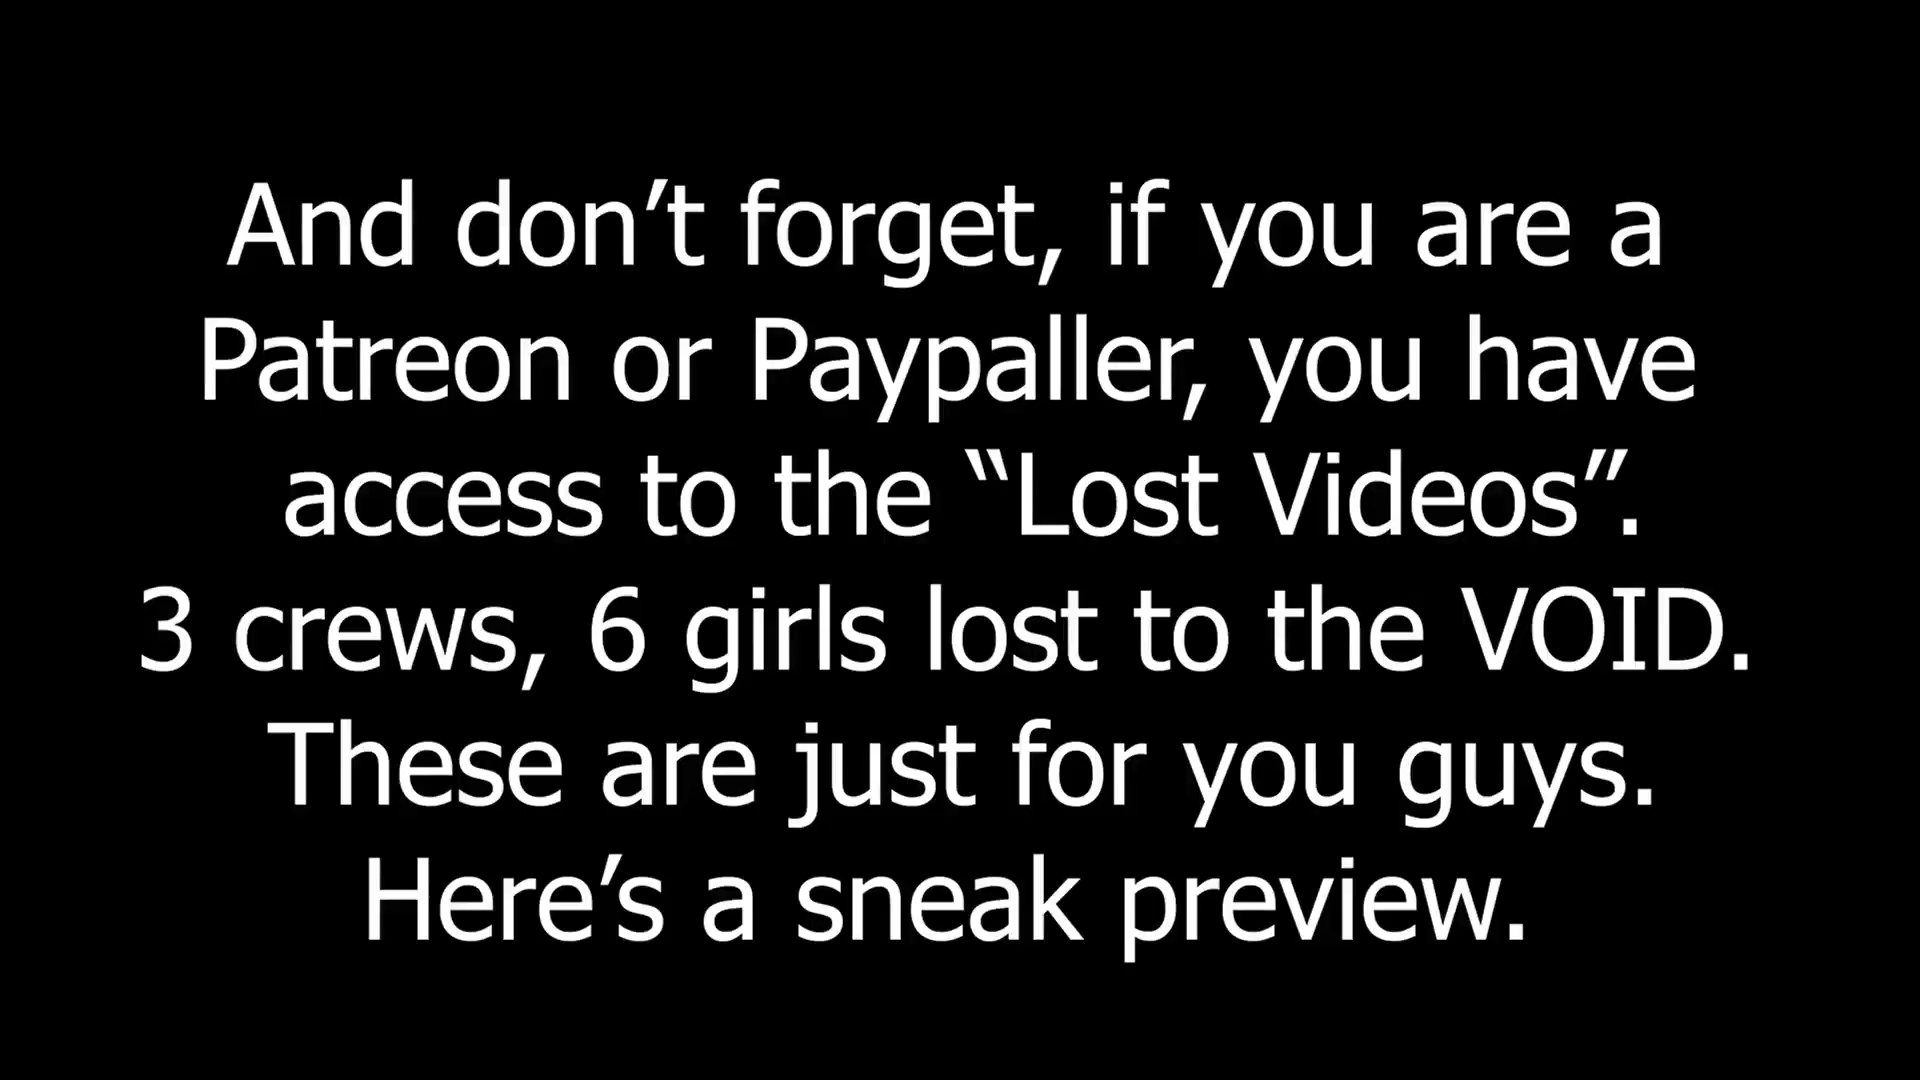 And don’t forget, if you are a
Patreon or Paypaller, you have
access to the “Lost Videos”.
3 crews, 6 girls lost to the VOID.
These are just for you guys.
Here’s a sneak preview.